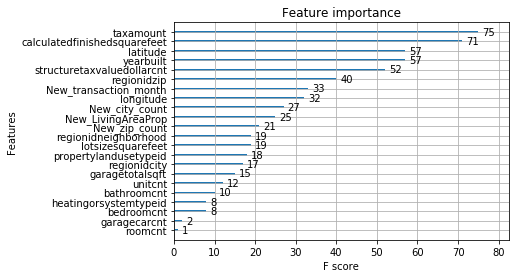 Feature importance
taxamount 75
calculatedfinishedsquarefeet 71
latitude 57
yearbuilt 57
structuretaxvaluedollarcnt 52
regionidzip 40
New_transaction_month 33
longitude 32
New_city_count 27
New_LivingAreaProp 25
New_zip_count 21
regionidneighborhood 19
lotsizesquarefeet 19
propertylandusetypeid 18
regionidcity 17
garagetotalsqft 15
unitcnt 12
bathroomcnt 10
heatingorsystemtypeid 8
bedroomcnt 8
garagecarcnt 2
roomcnt 1
Features
0 10 20 30 40 50 60 70 80
F score